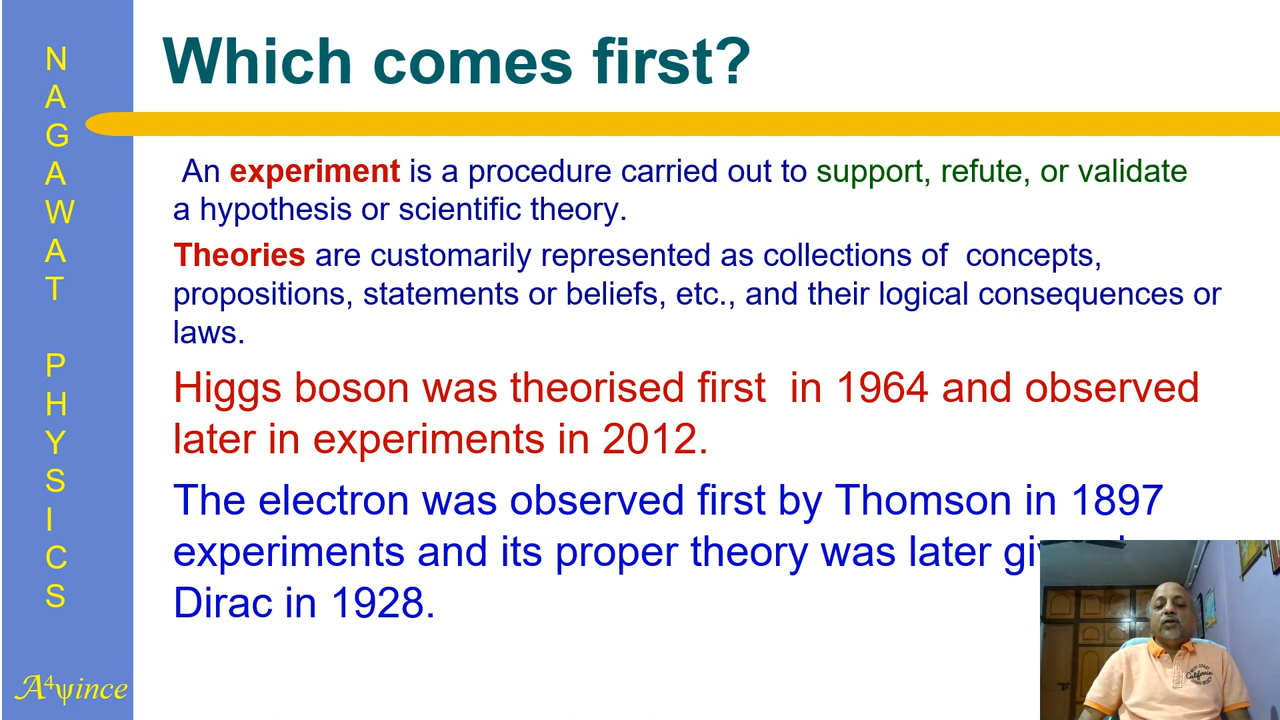 NAGAWAT PHYSICS
A⁴ψince
Which comes first?
An experiment is a procedure carried out to support, refute, or validate
a hypothesis or scientific theory.
Theories are customarily represented as collections of concepts,
propositions, statements or beliefs, etc., and their logical consequences or
laws.
Higgs boson was theorised first in 1964 and observed
later in experiments in 2012.
The electron was observed first by Thomson in 1897
experiments and its proper theory was later
Dirac in 1928.
California